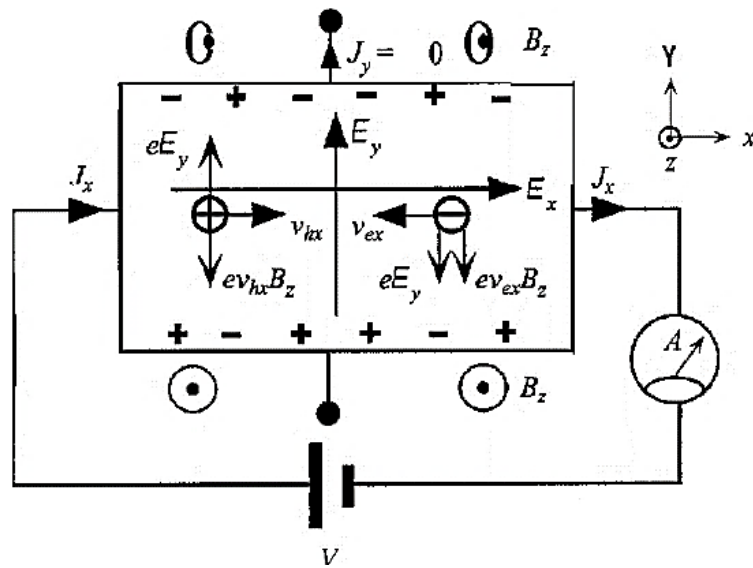 J_y = 0 B_z
− + − − + −
Y
x
z
eE_y E_y
J_x E_x J_x
v_hx v_ex
ev_hx B_z eE_y ev_ex B_z
+ − + + − +
A
B_z
V